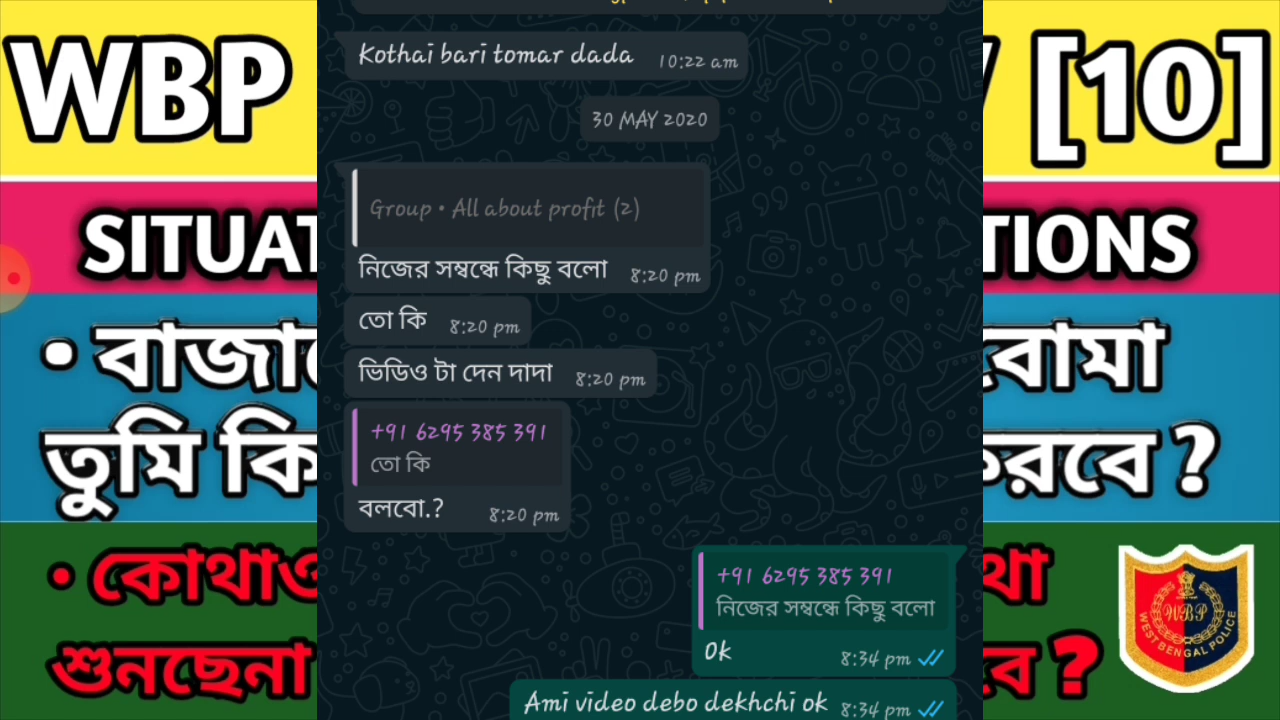 WBP
[10]
SITUAT
TIONS
Kothai bari tomar dada 10:22 am
30 MAY 2020
Group • All about profit (2)
নিজের সম্বন্ধে কিছু বলো 8:20 pm
তো কি 8:20 pm
ভিডিও টা দেন দাদা 8:20 pm
+91 6295 385 391
তো কি
বলবো.? 8:20 pm
+91 6295 385 391
নিজের সম্বন্ধে কিছু বলো
Ok 8:34 pm
Ami video debo dekhchi ok 8:34 pm
• বাজা
বোমা
তুমি কি
করবে ?
• কোথাও
থা
শুনছেনা
বে ?
WBP
WEST BENGAL POLICE